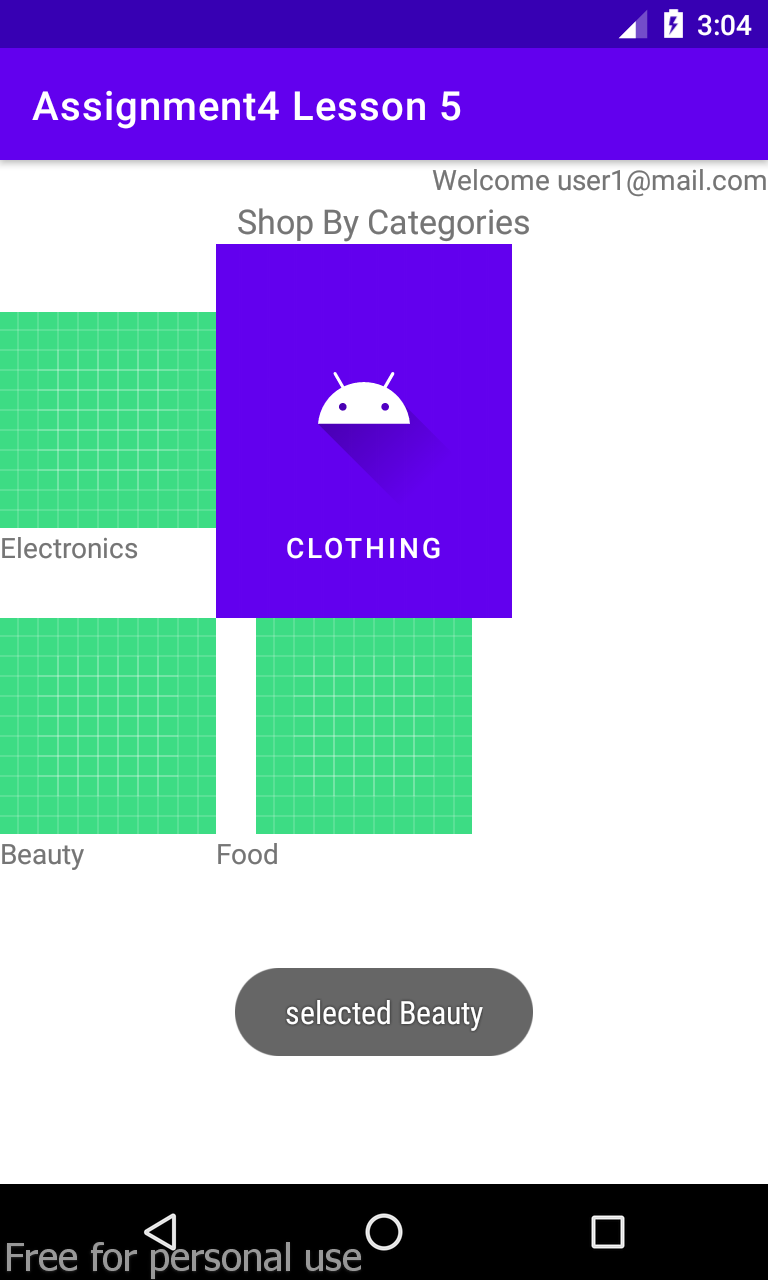 3:04
Assignment4 Lesson 5
Welcome user1@mail.com
Shop By Categories
Electronics
CLOTHING
Beauty
Food
selected Beauty
Free for personal use